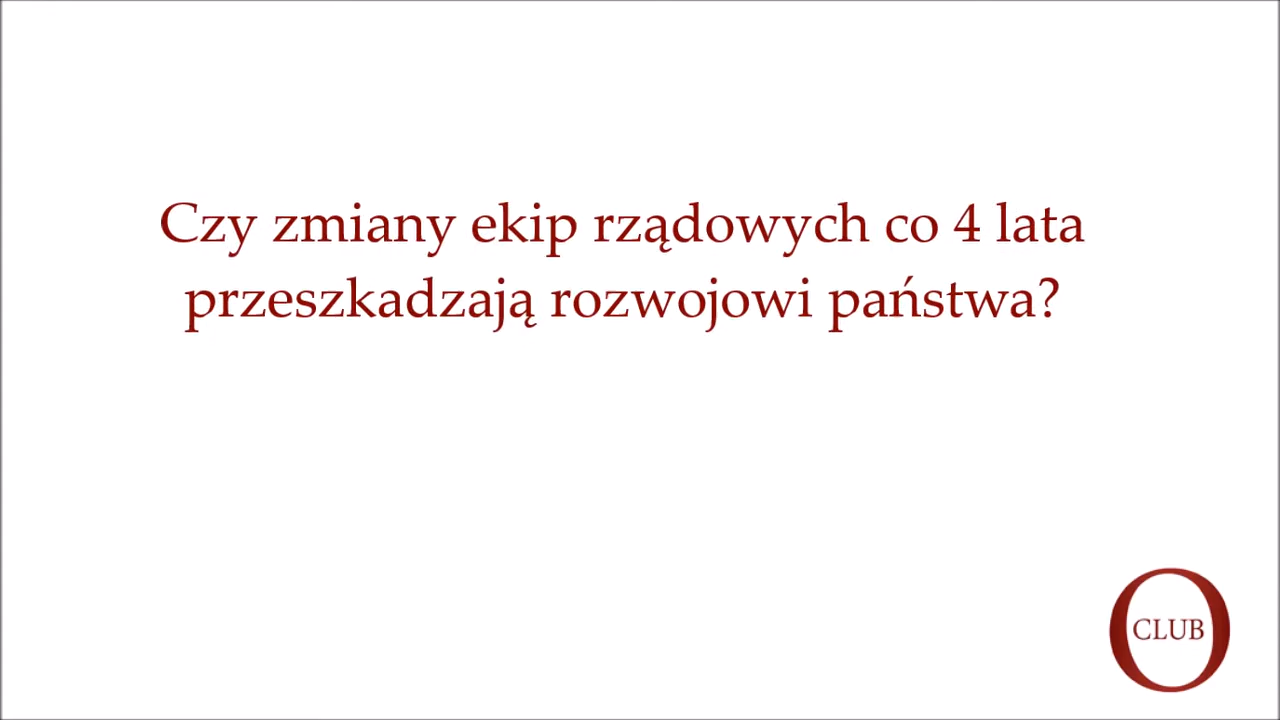 Czy zmiany ekip rządowych co 4 lata
przeszkadzają rozwojowi państwa?
O
CLUB